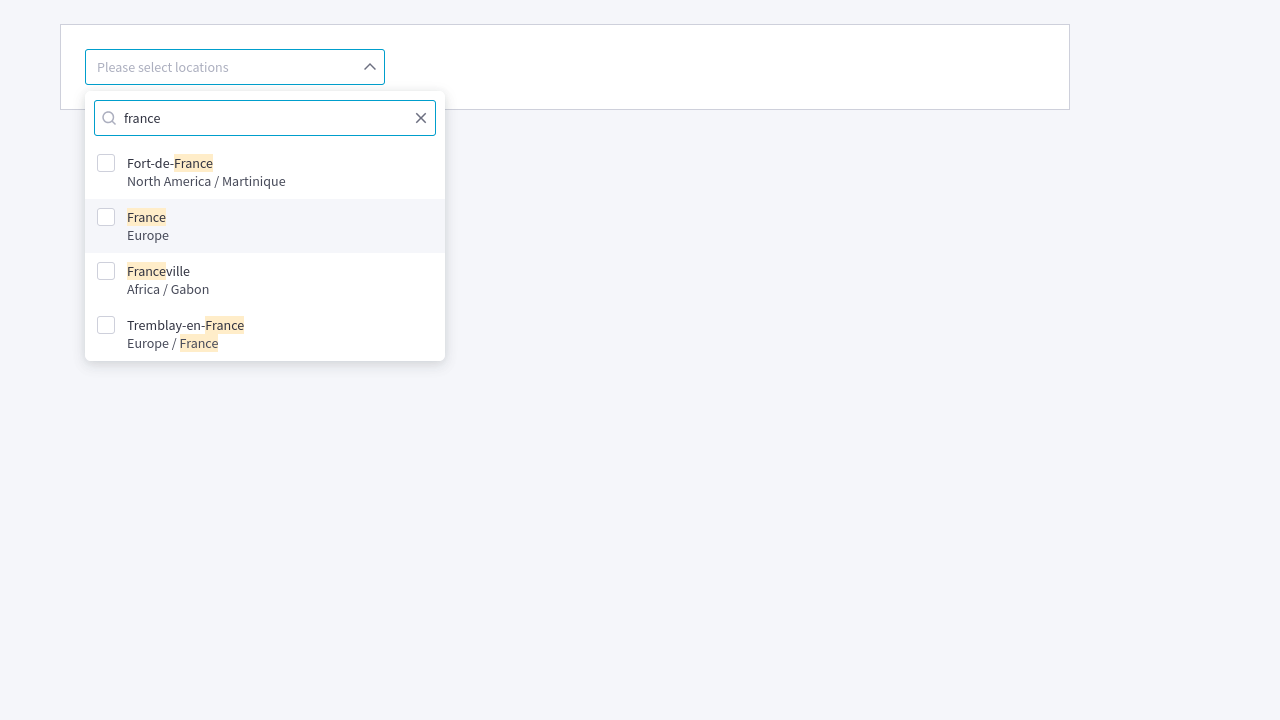 Please select locations
france
Fort-de-France
North America / Martinique
France
Europe
Franceville
Africa / Gabon
Tremblay-en-France
Europe / France